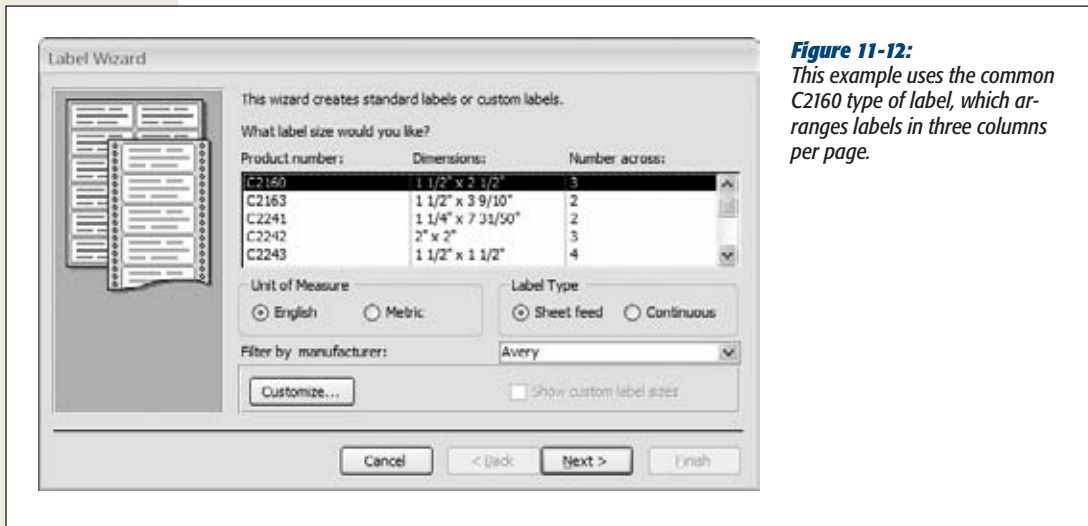 Label Wizard
This wizard creates standard labels or custom labels.
What label size would you like?
Product number: Dimensions: Number across:
C2160 1 1/2" x 2 1/2" 3
C2163 1 1/2" x 3 9/10" 2
C2241 1 1/4" x 7 31/50" 2
C2242 2" x 2" 3
C2243 1 1/2" x 1 1/2" 4
Unit of Measure
English Metric
Label Type
Sheet feed Continuous
Filter by manufacturer: Avery
Customize... Show custom label sizes
Cancel < Back Next > Finish
Figure 11-12:
This example uses the common
C2160 type of label, which ar-
ranges labels in three columns
per page.